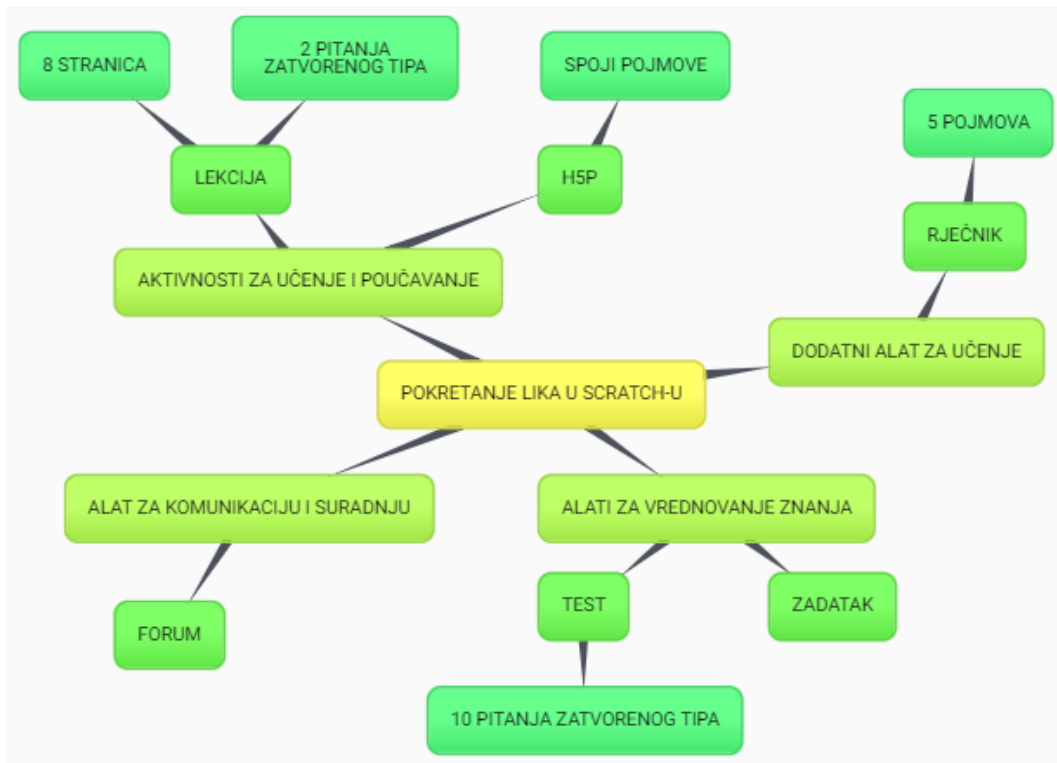 8 STRANICA
2 PITANJA
ZATVORENOG TIPA
SPOJI POJMOVE
5 POJMOVA
LEKCIJA
H5P
RJEČNIK
AKTIVNOSTI ZA UČENJE I POUČAVANJE
DODATNI ALAT ZA UČENJE
POKRETANJE LIKA U SCRATCH-U
ALAT ZA KOMUNIKACIJU I SURADNJU
ALATI ZA VREDNOVANJE ZNANJA
TEST
ZADATAK
FORUM
10 PITANJA ZATVORENOG TIPA